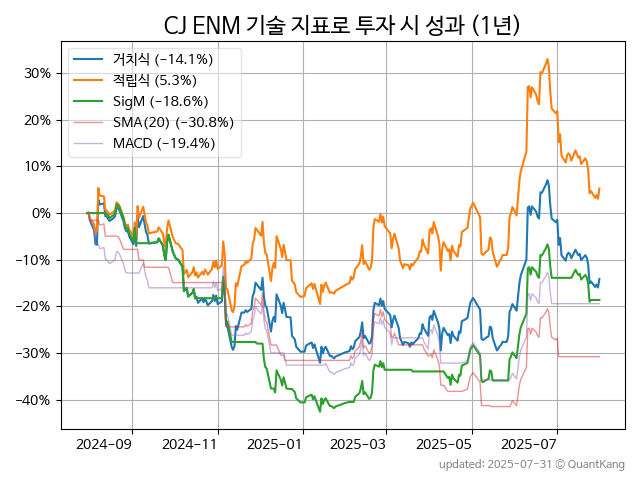 CJ ENM 기술 지표로 투자 시 성과 (1년)
거치식 (−14.1%)
적립식 (5.3%)
SigM (−18.6%)
SMA(20) (−30.8%)
MACD (−19.4%)
30%
20%
10%
0%
−10%
−20%
−30%
−40%
2024−09 2024−11 2025−01 2025−03 2025−05 2025−07
updated: 2025-07-31 © QuantKang